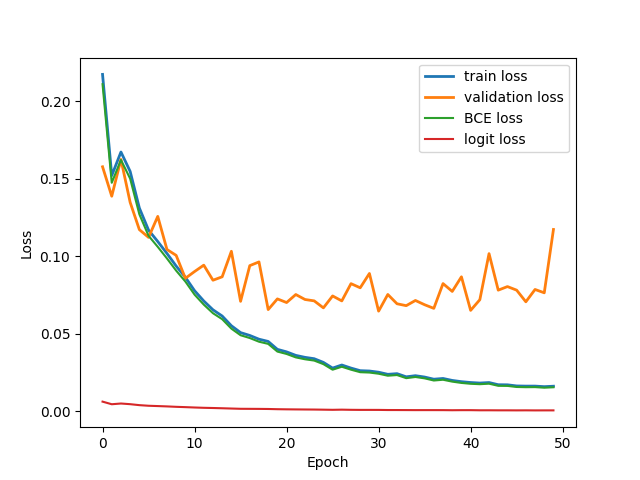 train loss
validation loss
BCE loss
logit loss
0.20
0.15
0.10
0.05
0.00
Loss
0 10 20 30 40 50
Epoch